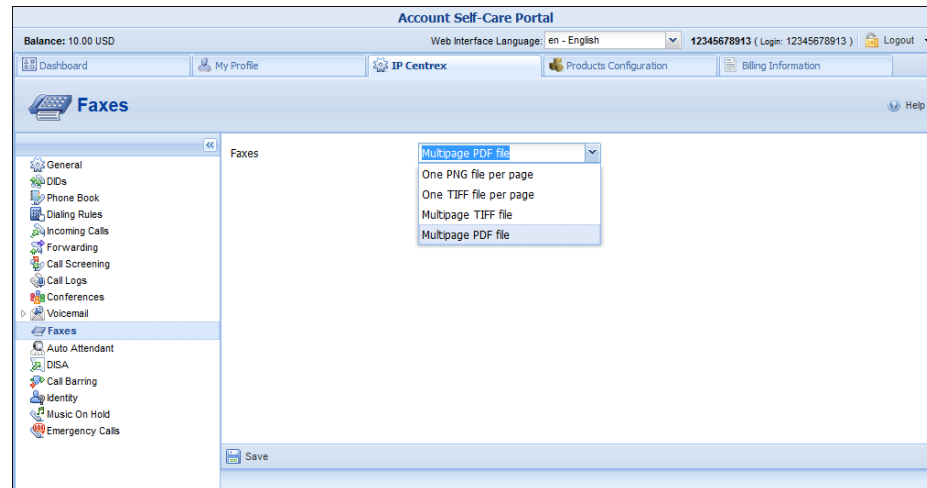 Account Self-Care Portal
Balance: 10.00 USD Web Interface Language: en - English 12345678913 ( Login: 12345678913 ) Logout
Dashboard My Profile IP Centrex Products Configuration Billing Information
Faxes Help
General
DIDs
Phone Book
Dialing Rules
Incoming Calls
Forwarding
Call Screening
Call Logs
Conferences
Voicemail
Faxes
Auto Attendant
DISA
Call Barring
Identity
Music On Hold
Emergency Calls
Faxes Multipage PDF file
One PNG file per page
One TIFF file per page
Multipage TIFF file
Multipage PDF file
Save